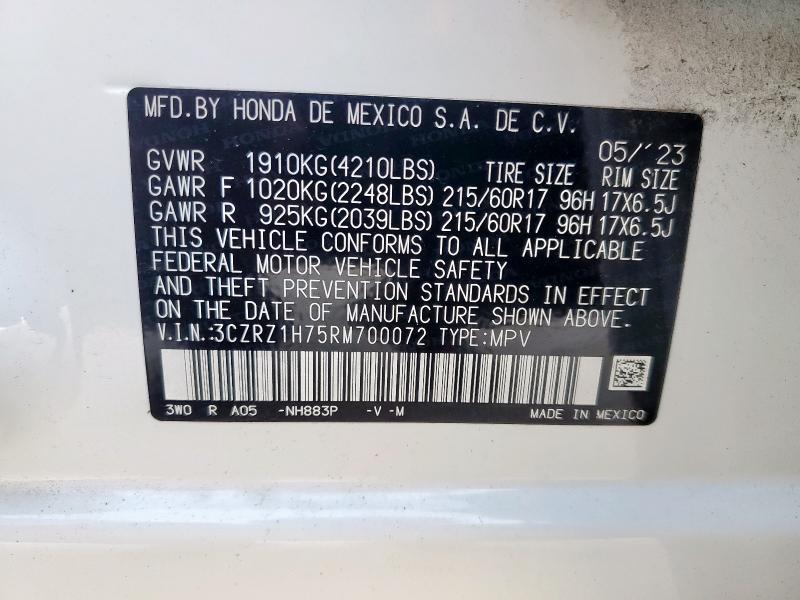 MFD.BY HONDA DE MEXICO S.A. DE C.V.
05/'23
GVWR 1910KG(4210LBS) TIRE SIZE RIM SIZE
GAWR F 1020KG(2248LBS) 215/60R17 96H 17X6.5J
GAWR R 925KG(2039LBS) 215/60R17 96H 17X6.5J
THIS VEHICLE CONFORMS TO ALL APPLICABLE
FEDERAL MOTOR VEHICLE SAFETY
AND THEFT PREVENTION STANDARDS IN EFFECT
ON THE DATE OF MANUFACTURE SHOWN ABOVE.
V.I.N.:3CZRZ1H75RM700072 TYPE:MPV
3W0 R A05 -NH883P -V -M
MADE IN MEXICO